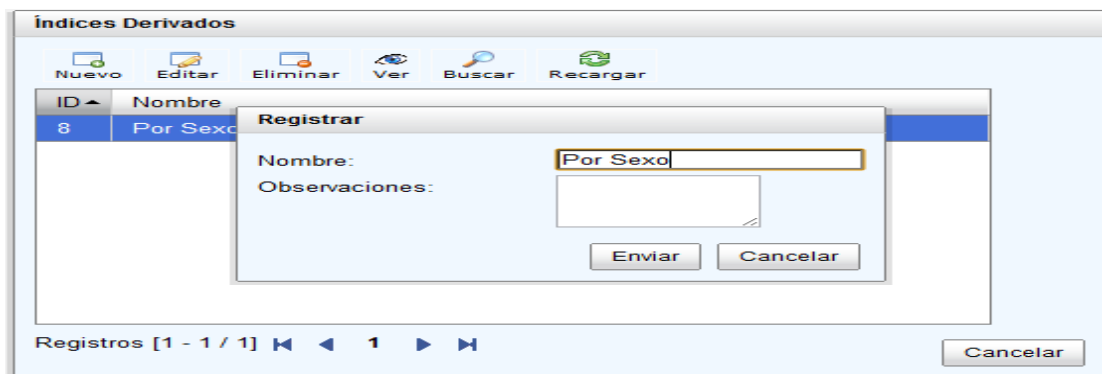 Índices Derivados
Nuevo Editar Eliminar Ver Buscar Recargar
ID Nombre
8 Por Sexo
Registrar
Nombre: Por Sexo
Observaciones:
Enviar Cancelar
Registros [1 - 1 / 1] 1
Cancelar